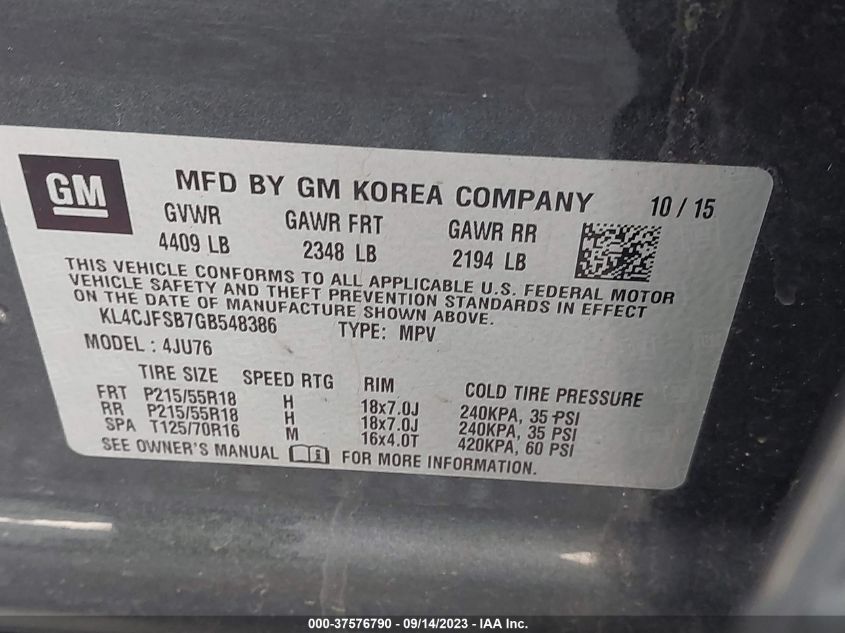 GM
MFD BY GM KOREA COMPANY 10 / 15
GVWR GAWR FRT GAWR RR
4409 LB 2348 LB 2194 LB
THIS VEHICLE CONFORMS TO ALL APPLICABLE U.S. FEDERAL MOTOR
VEHICLE SAFETY AND THEFT PREVENTION STANDARDS IN EFFECT
ON THE DATE OF MANUFACTURE SHOWN ABOVE.
KL4CJFSB7GB548386 TYPE: MPV
MODEL: 4JU76
TIRE SIZE SPEED RTG RIM COLD TIRE PRESSURE
FRT P215/55R18 H 18x7.0J 240KPA, 35 PSI
RR P215/55R18 H 18x7.0J 240KPA, 35 PSI
SPA T125/70R16 M 16x4.0T 420KPA, 60 PSI
SEE OWNER'S MANUAL i FOR MORE INFORMATION.
000-37576790 - 09/14/2023 - IAA Inc.